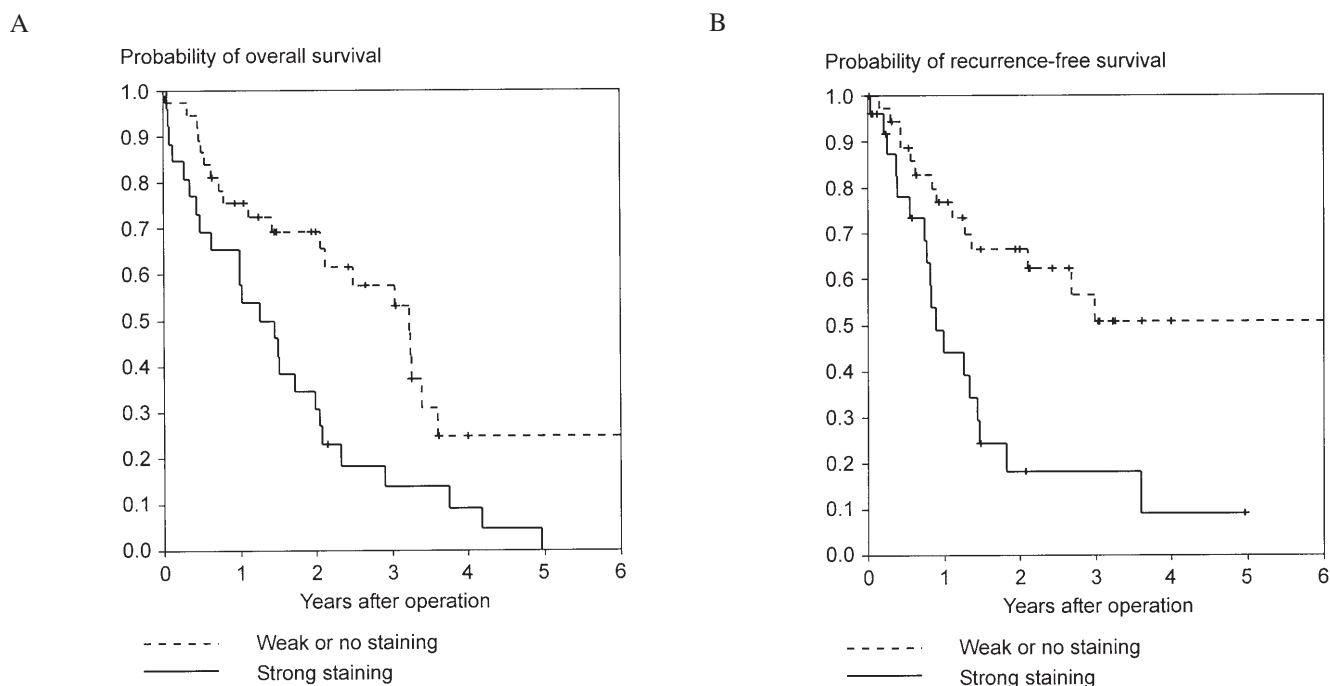 A
Probability of overall survival
1.0
0.9
0.8
0.7
0.6
0.5
0.4
0.3
0.2
0.1
0.0
0 1 2 3 4 5 6
Years after operation
Weak or no staining
Strong staining
B
Probability of recurrence-free survival
1.0
0.9
0.8
0.7
0.6
0.5
0.4
0.3
0.2
0.1
0.0
0 1 2 3 4 5 6
Years after operation
Weak or no staining
Strong staining